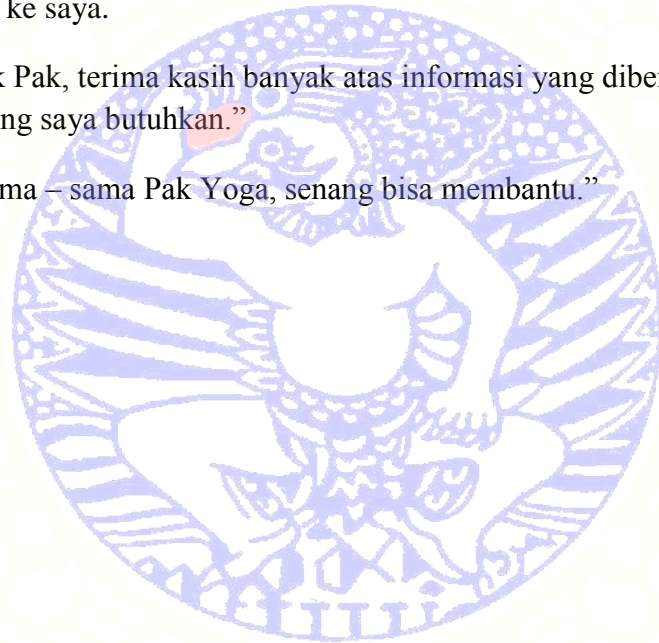 ke saya.
k Pak, terima kasih banyak atas informasi yang diber
ng saya butuhkan.”
ma – sama Pak Yoga, senang bisa membantu.”